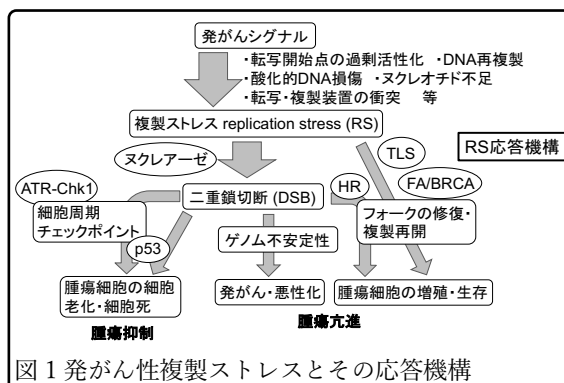 発がんシグナル
・転写開始点の過剰活性化 ・DNA再複製
・酸化的DNA損傷 ・ヌクレオチド不足
・転写・複製装置の衝突 等
複製ストレス replication stress (RS)
RS応答機構
ヌクレアーゼ
TLS
ATR-Chk1
二重鎖切断 (DSB)
HR
FA/BRCA
細胞周期
チェックポイント
フォークの修復・
複製再開
p53
ゲノム不安定性
腫瘍細胞の細胞
老化・細胞死
発がん・悪性化
腫瘍細胞の増殖・生存
腫瘍抑制
腫瘍亢進
図 1 発がん性複製ストレスとその応答機構